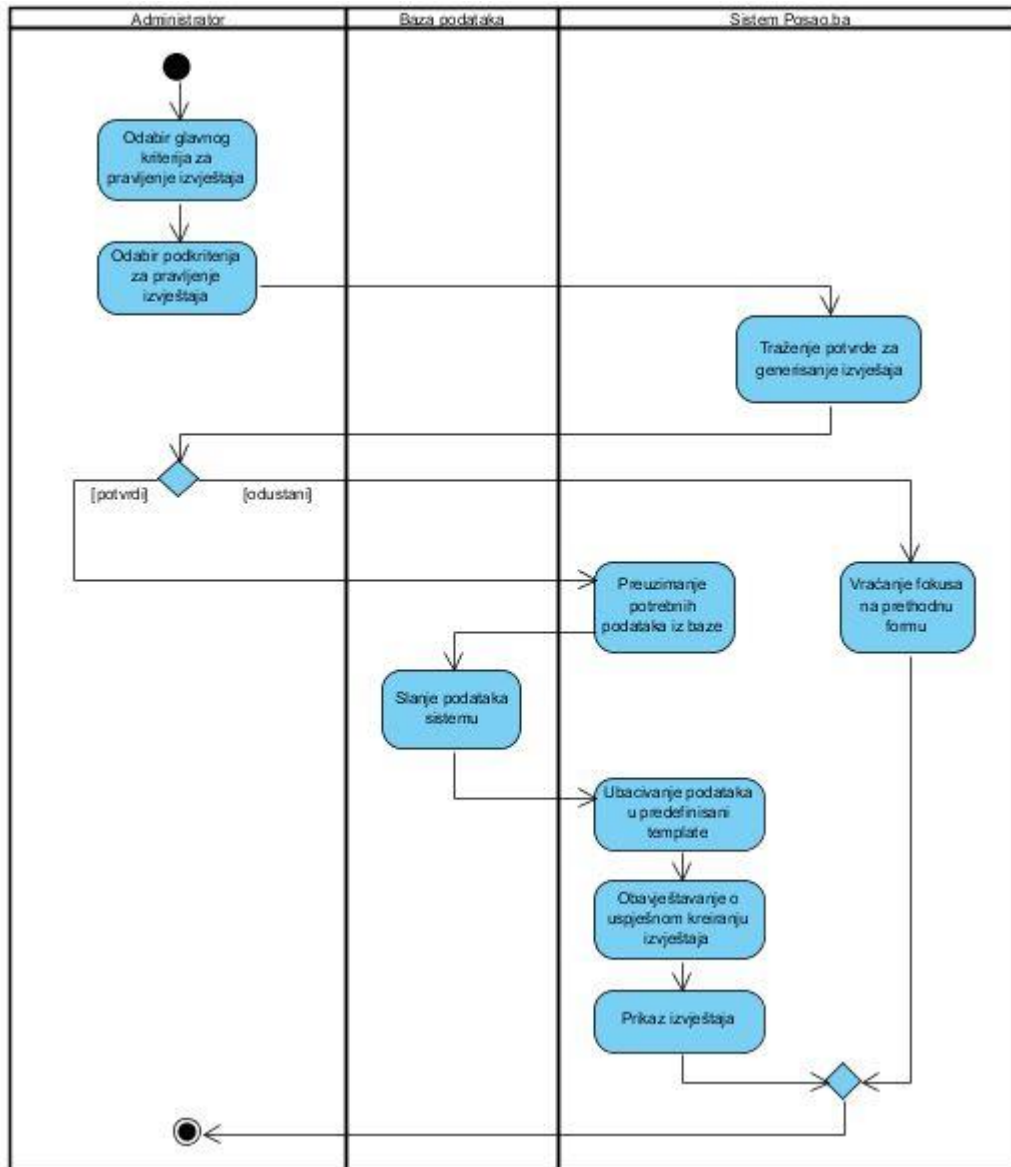 Administrator
Baza podataka
Sistem Posao.ba
Odabir glavnog
kriterija za
pravljenje izvještaja
Odabir podkriterija
za pravljenje
izvještaja
Traženje potvrde za
generisanje izvješaja
[potvrdi]
[odustani]
Preuzimanje
potrebnih
podataka iz baze
Vraćanje fokusa
na prethodnu
formu
Slanje podataka
sistemu
Ubacivanje podataka
u predefinisani
template
Obavještavanje o
uspješnom kreiranju
izvještaja
Prikaz izvještaja